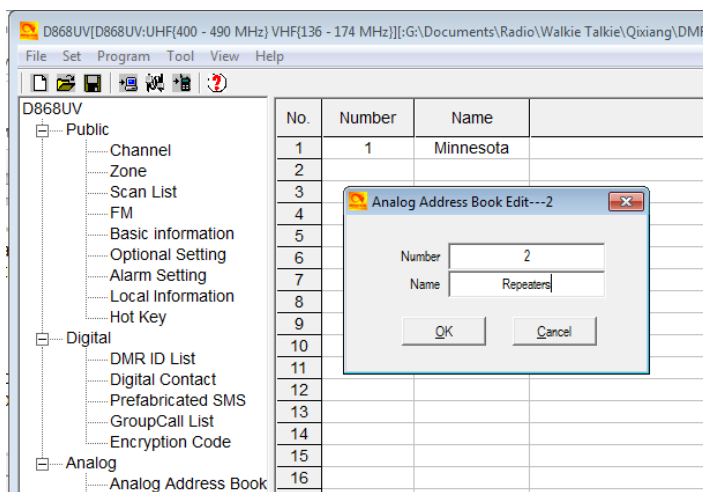 D868UV[D868UV:UHF{400 - 490 MHz} VHF{136 - 174 MHz}][:G:\Documents\Radio\Walkie Talkie\Qixiang\DMR
File Set Program Tool View Help
D868UV
Public
Channel
Zone
Scan List
FM
Basic information
Optional Setting
Alarm Setting
Local Information
Hot Key
Digital
DMR ID List
Digital Contact
Prefabricated SMS
GroupCall List
Encryption Code
Analog
Analog Address Book
No. Number Name
1 1 Minnesota
2
3
4
5
6
7
8
9
10
11
12
13
14
15
16
Analog Address Book Edit---2
Number 2
Name Repeaters
OK Cancel